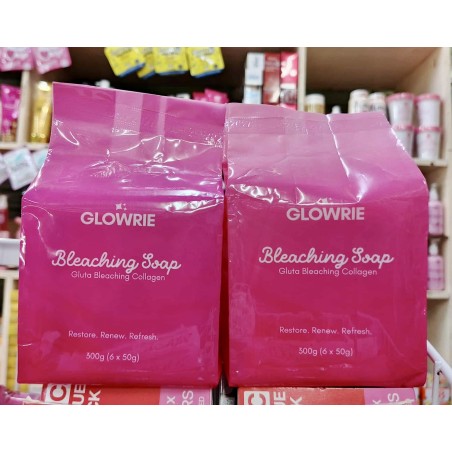 GLOWRIE
Bleaching Soap
Gluta Bleaching Collagen
Restore. Renew. Refresh.
300g (6 x 50g)
GLOWRIE
Bleaching Soap
Gluta Bleaching Collagen
Restore. Renew. Refresh.
300g (6 x 50g)